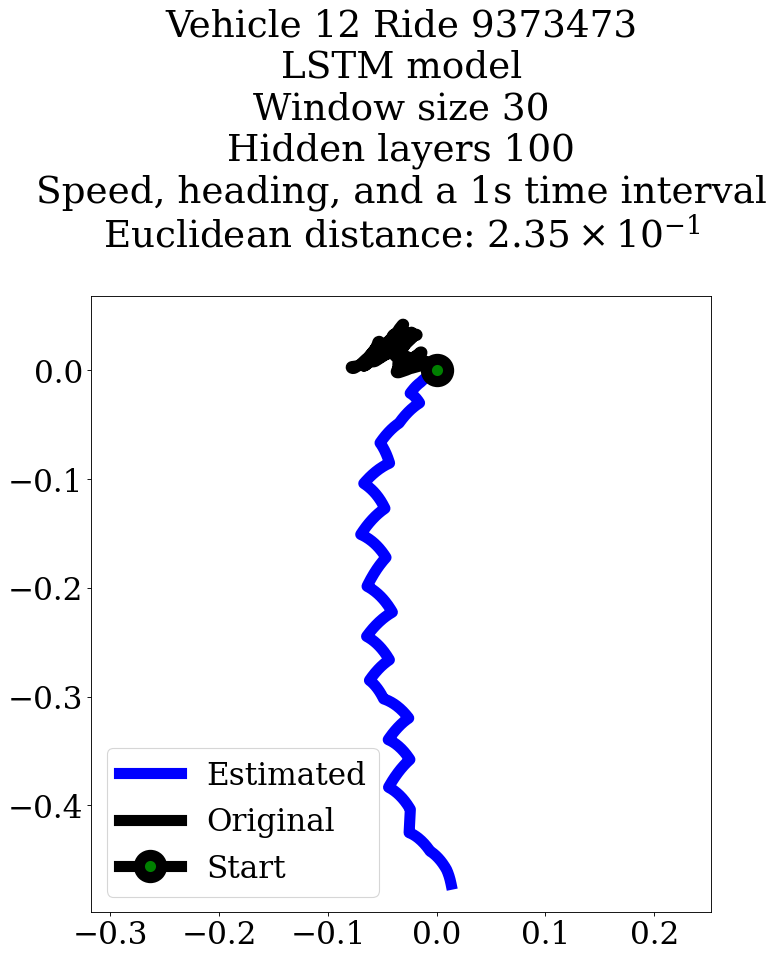 Vehicle 12 Ride 9373473
LSTM model
Window size 30
Hidden layers 100
Speed, heading, and a 1s time interval
Euclidean distance: 2.35 × 10⁻¹
0.0
−0.1
−0.2
−0.3
−0.4
Estimated
Original
Start
−0.3 −0.2 −0.1 0.0 0.1 0.2